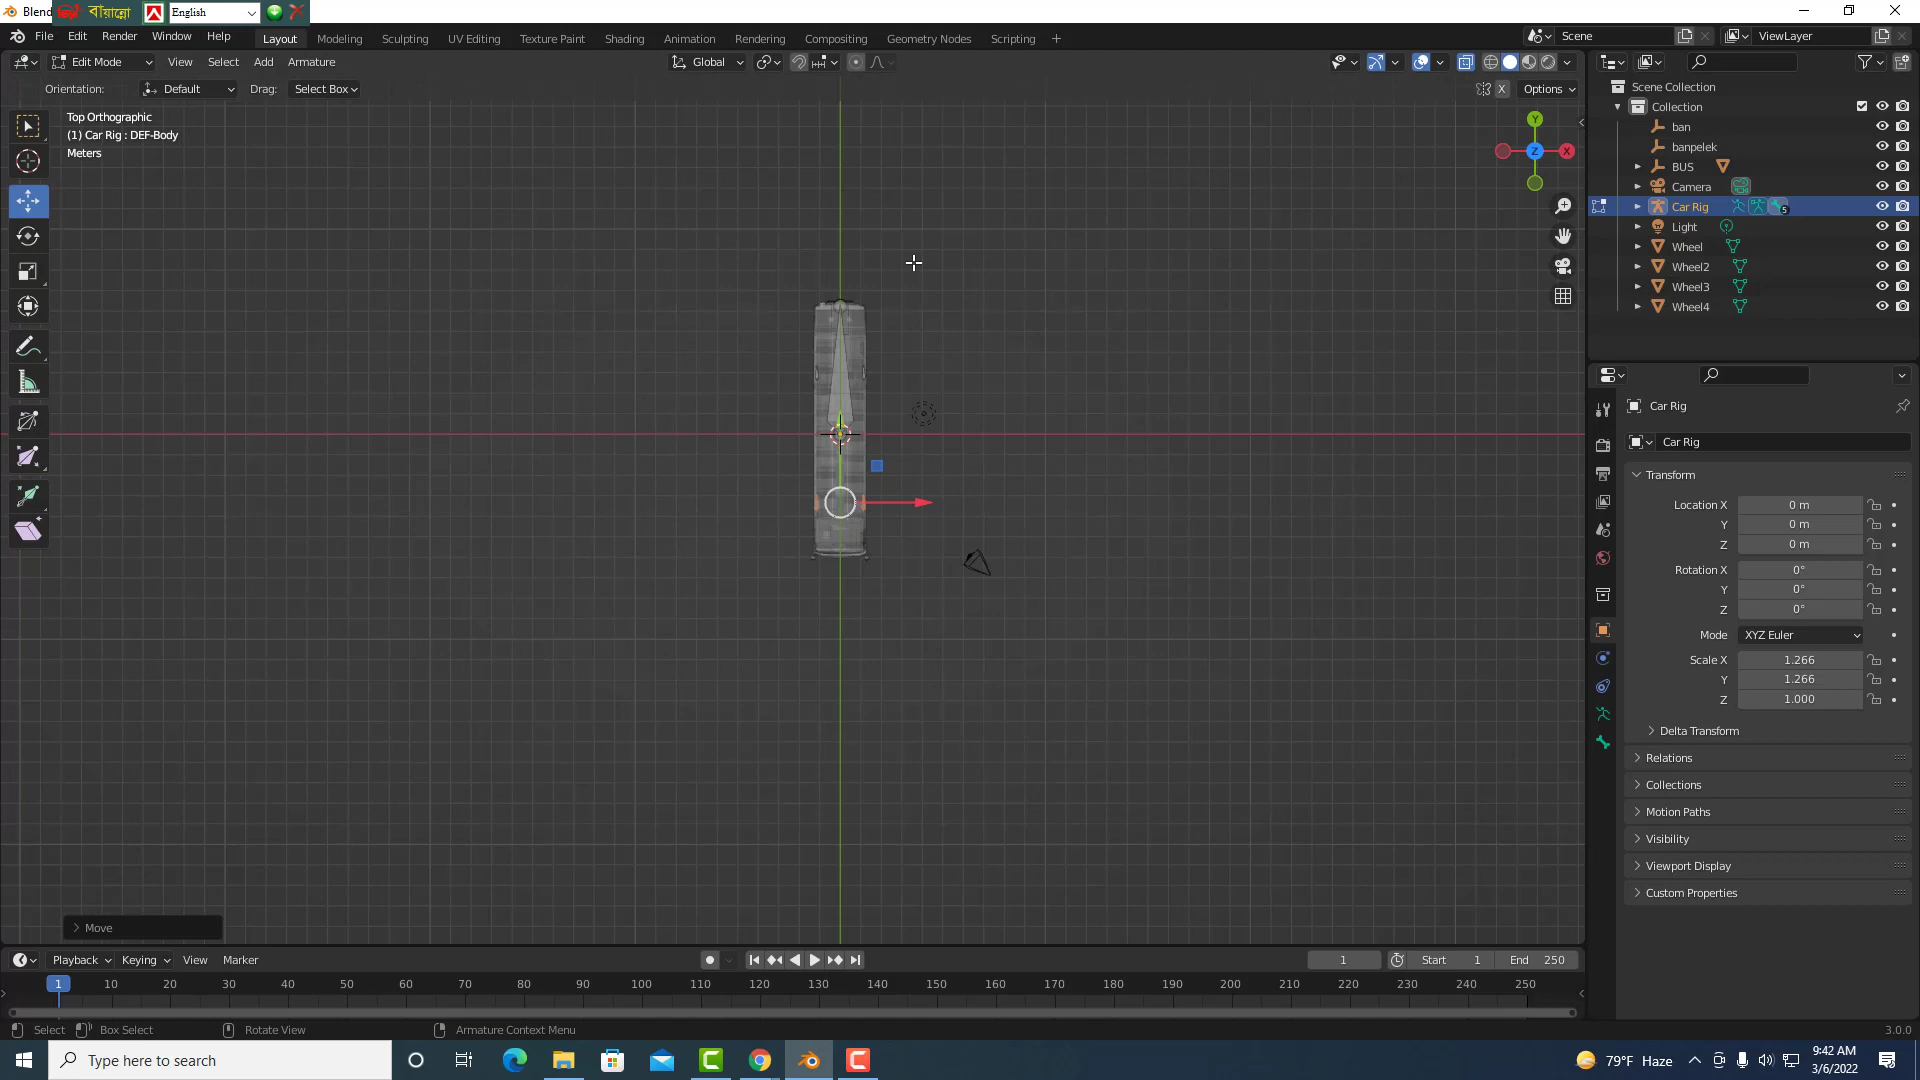 Blend
বায়ান্নো
English
File Edit Render Window Help
Layout Modeling Sculpting UV Editing Texture Paint Shading Animation Rendering Compositing Geometry Nodes Scripting +
Scene ViewLayer
Edit Mode View Select Add Armature Global
Orientation: Default Drag: Select Box
X Options
Top Orthographic
(1) Car Rig : DEF-Body
Meters
Y
Z
X
Scene Collection
Collection
ban
banpelek
BUS
Camera
Car Rig 5
Light
Wheel
Wheel2
Wheel3
Wheel4
Car Rig
Car Rig
Transform
Location X 0 m
Y 0 m
Z 0 m
Rotation X 0°
Y 0°
Z 0°
Mode XYZ Euler
Scale X 1.266
Y 1.266
Z 1.000
Delta Transform
Relations
Collections
Motion Paths
Visibility
Viewport Display
Custom Properties
Move
Playback Keying View Marker 1 Start 1 End 250
1 10 20 30 40 50 60 70 80 90 100 110 120 130 140 150 160 170 180 190 200 210 220 230 240 250
Select Box Select Rotate View Armature Context Menu 3.0.0
Type here to search 79°F Haze 9:42 AM
3/6/2022